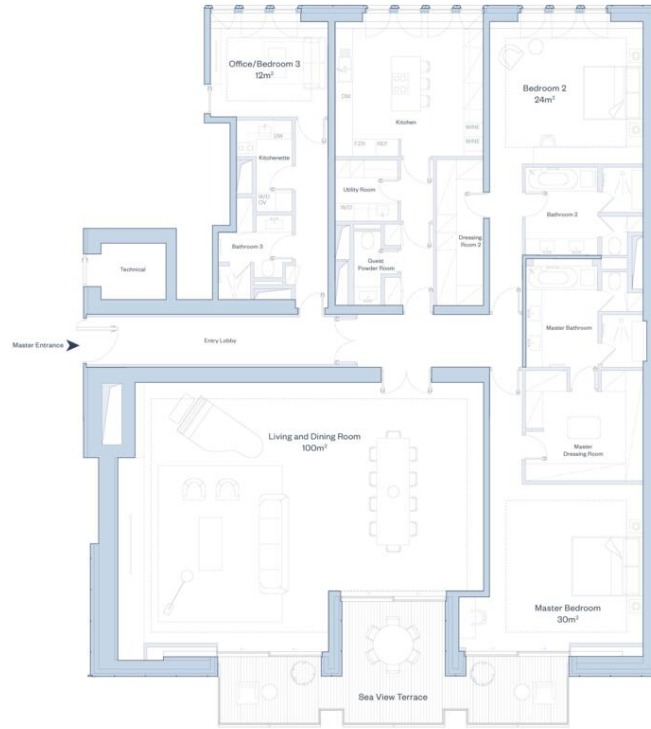 Office/Bedroom 3
12m²
Bedroom 2
24m²
DW
Kitchen
DW
Kitchenette
FZR
REF
WINE
WINE
Utility Room
W/D
OV
W/D
Bathroom 3
Bathroom 2
Dressing
Room 2
Guest
Powder Room
Technical
Master Entrance
Entry Lobby
Master Bathroom
Living and Dining Room
100m²
Master
Dressing Room
Master Bedroom
30m²
Sea View Terrace